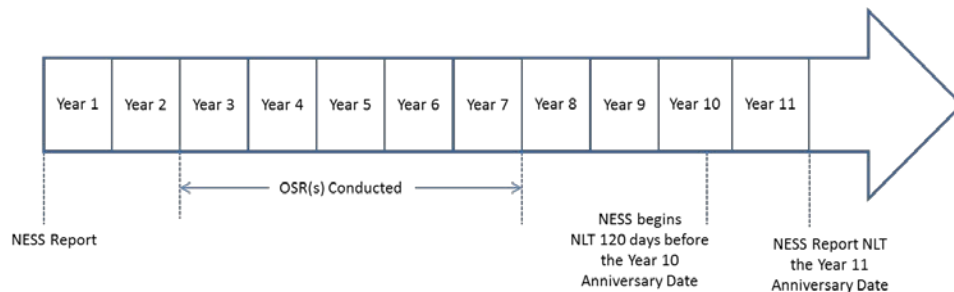 Year 1 Year 2 Year 3 Year 4 Year 5 Year 6 Year 7 Year 8 Year 9 Year 10 Year 11
OSR(s) Conducted
NESS Report
NESS begins
NLT 120 days before
the Year 10
Anniversary Date
NESS Report NLT
the Year 11
Anniversary Date